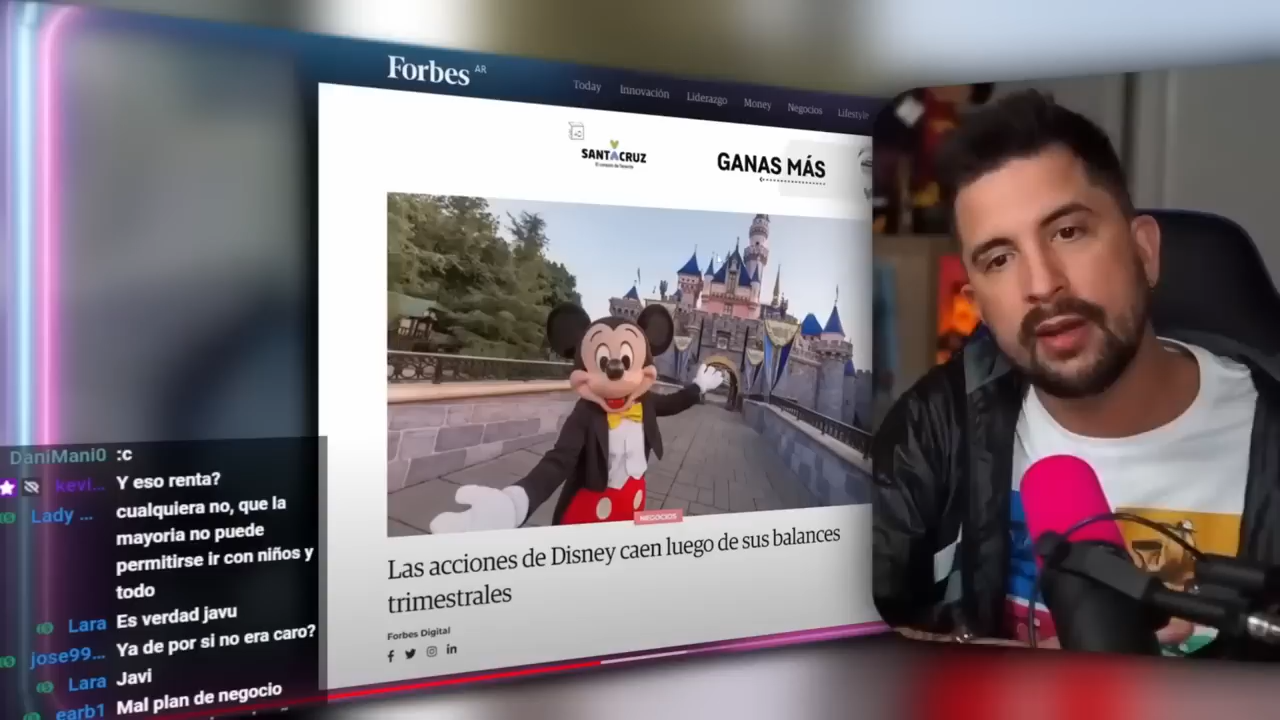 Forbes AR
Today Innovación Liderazgo Money Negocios Lifestyle
SANTACRUZ
GANAS MÁS
NEGOCIOS
Las acciones de Disney caen luego de sus balances
trimestrales
Forbes Digital
DaniMani0 :c
kevi... Y eso renta?
Lady ... cualquiera no, que la
mayoria no puede
permitirse ir con niños y
todo
Lara Es verdad javu
jose99... Ya de por si no era caro?
Lara Javi
earb1 Mal plan de negocio